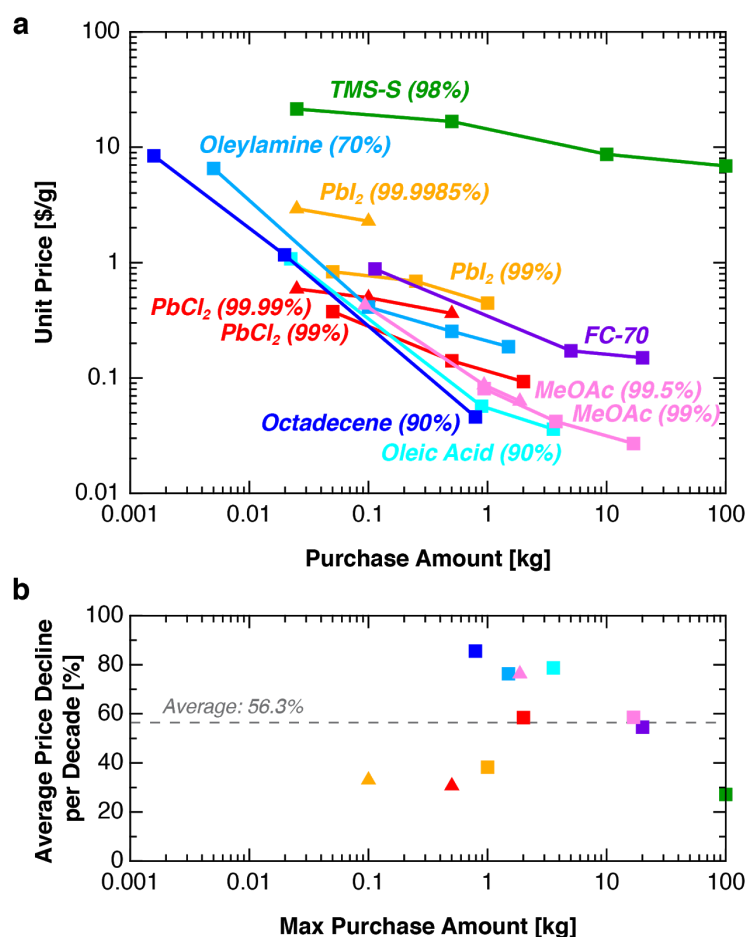 a
100
10
1
0.1
0.01
Unit Price [$/g]
TMS-S (98%)
Oleylamine (70%)
PbI₂ (99.9985%)
PbI₂ (99%)
PbCl₂ (99.99%)
PbCl₂ (99%)
FC-70
MeOAc (99.5%)
MeOAc (99%)
Octadecene (90%)
Oleic Acid (90%)
0.001
0.01
0.1
1
10
100
Purchase Amount [kg]
b
100
80
60
40
20
0
Average Price Decline
per Decade [%]
Average: 56.3%
0.001
0.01
0.1
1
10
100
Max Purchase Amount [kg]